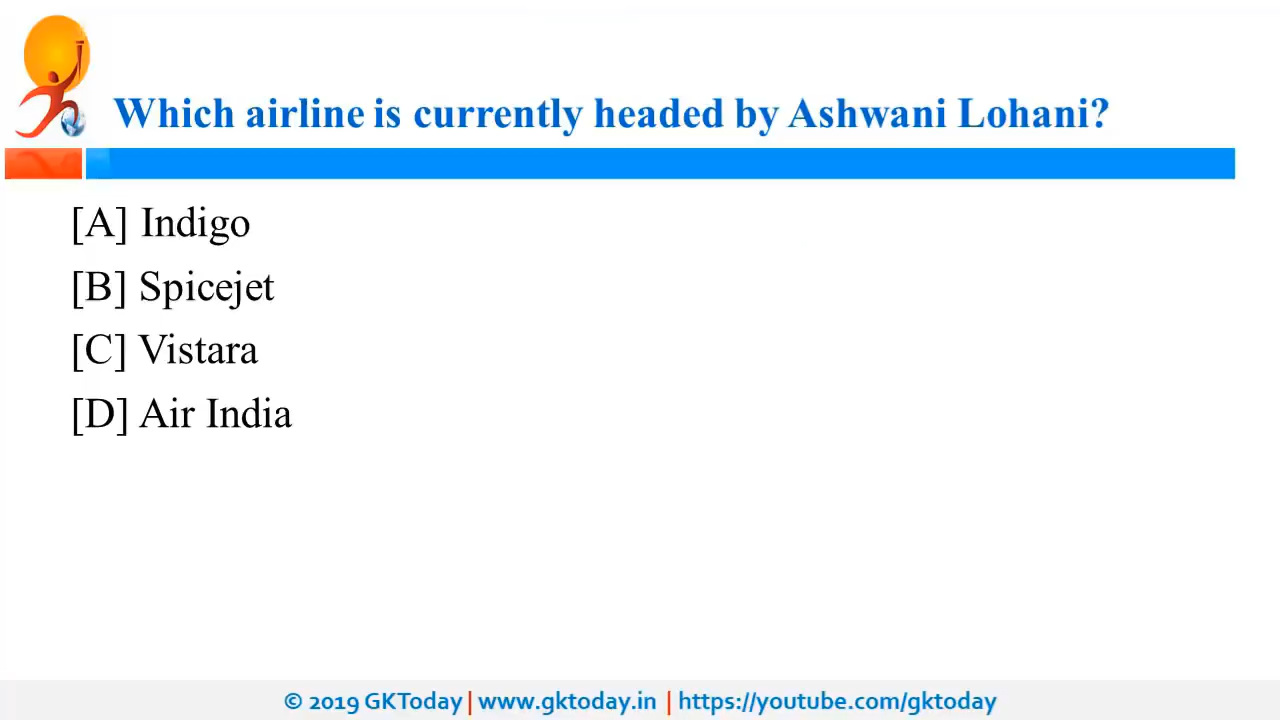 Which airline is currently headed by Ashwani Lohani?
[A] Indigo
[B] Spicejet
[C] Vistara
[D] Air India
© 2019 GKToday | www.gktoday.in | https://youtube.com/gktoday